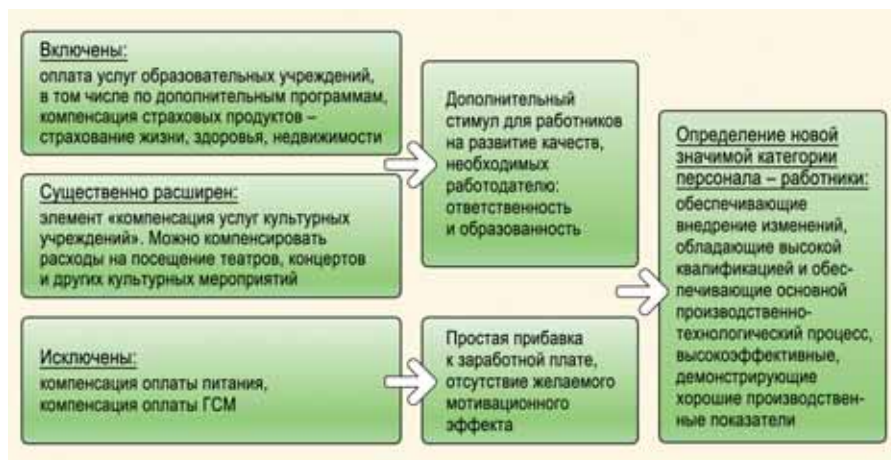 Включены:
оплата услуг образовательных учреждений,
в том числе по дополнительным программам,
компенсация страховых продуктов –
страхование жизни, здоровья, недвижимости
Существенно расширен:
элемент «компенсация услуг культурных
учреждений». Можно компенсировать
расходы на посещение театров, концертов
и других культурных мероприятий
Исключены:
компенсация оплаты питания,
компенсация оплаты ГСМ
Дополнительный
стимул для работников
на развитие качеств,
необходимых
работодателю:
ответственность
и образованность
Простая прибавка
к заработной плате,
отсутствие желаемого
мотивационного
эффекта
Определение новой
значимой категории
персонала – работники:
обеспечивающие
внедрение изменений,
обладающие высокой
квалификацией и обес-
печивающие основной
производственно-
технологический процесс,
высокоэффективные,
демонстрирующие
хорошие производствен-
ные показатели